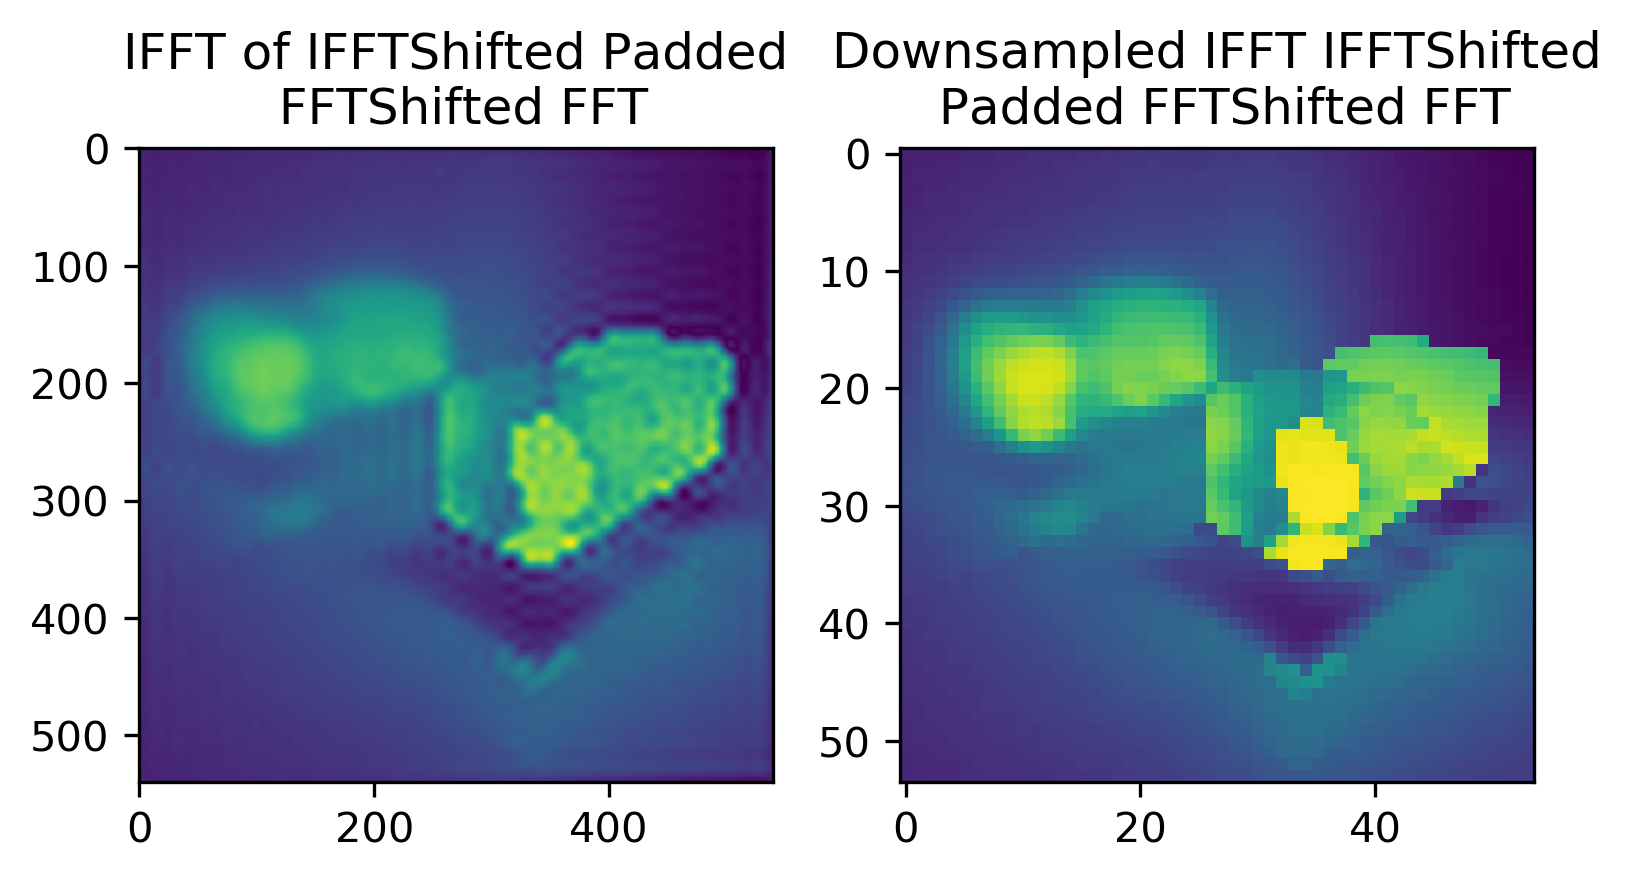 IFFT of IFFTShifted Padded
FFTShifted FFT
0
100
200
300
400
500
0 200 400
Downsampled IFFT IFFTShifted
Padded FFTShifted FFT
0
10
20
30
40
50
0 20 40